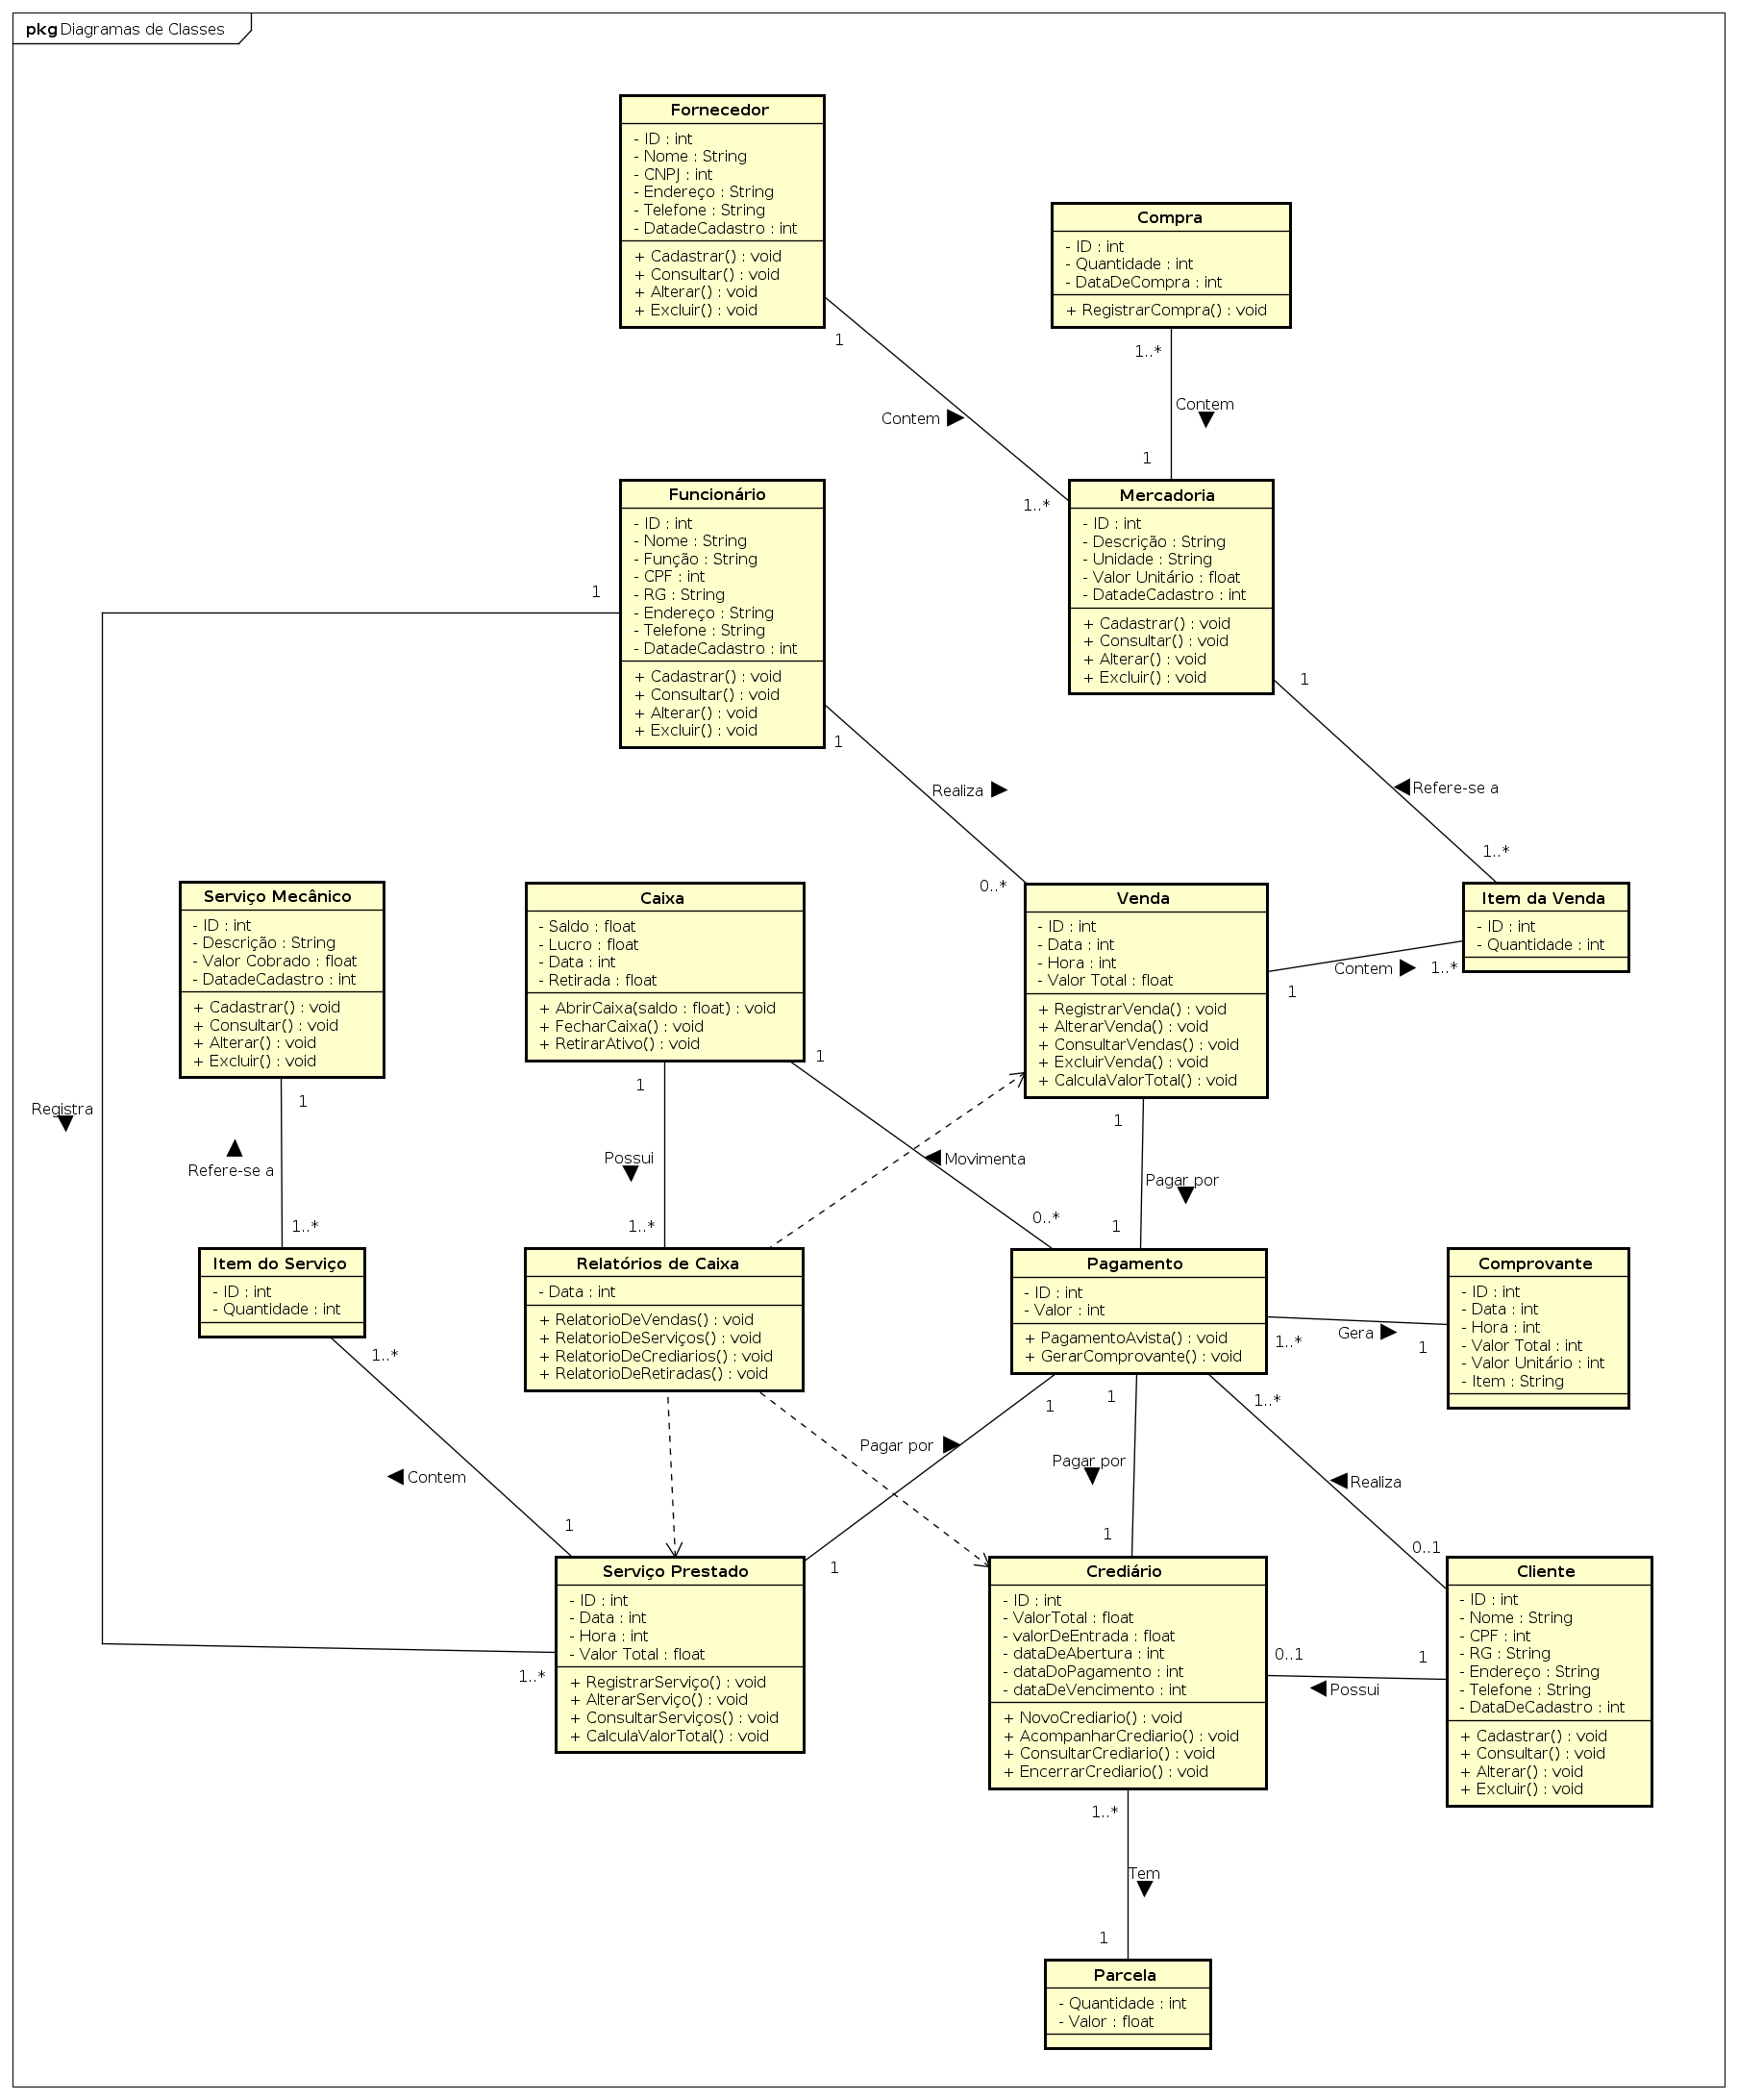 pkg Diagramas de Classes
Fornecedor
- ID : int
- Nome : String
- CNPJ : int
- Endereço : String
- Telefone : String
- DatadeCadastro : int
+ Cadastrar() : void
+ Consultar() : void
+ Alterar() : void
+ Excluir() : void
1
Contem
1..*
Compra
- ID : int
- Quantidade : int
- DataDeCompra : int
+ RegistrarCompra() : void
1..*
Contem
1
Funcionário
- ID : int
- Nome : String
- Função : String
- CPF : int
- RG : String
- Endereço : String
- Telefone : String
- DatadeCadastro : int
+ Cadastrar() : void
+ Consultar() : void
+ Alterar() : void
+ Excluir() : void
1
Registra
1..*
1
Realiza
0..*
Mercadoria
- ID : int
- Descrição : String
- Unidade : String
- Valor Unitário : float
- DatadeCadastro : int
+ Cadastrar() : void
+ Consultar() : void
+ Alterar() : void
+ Excluir() : void
1
Refere-se a
1..*
Serviço Mecânico
- ID : int
- Descrição : String
- Valor Cobrado : float
- DatadeCadastro : int
+ Cadastrar() : void
+ Consultar() : void
+ Alterar() : void
+ Excluir() : void
1
Refere-se a
1..*
Caixa
- Saldo : float
- Lucro : float
- Data : int
- Retirada : float
+ AbrirCaixa(saldo : float) : void
+ FecharCaixa() : void
+ RetirarAtivo() : void
1
Possui
1..*
1
Movimenta
0..*
Venda
- ID : int
- Data : int
- Hora : int
- Valor Total : float
+ RegistrarVenda() : void
+ AlterarVenda() : void
+ ConsultarVendas() : void
+ ExcluirVenda() : void
+ CalculaValorTotal() : void
1
Contem
1..*
1
Pagar por
1
Item da Venda
- ID : int
- Quantidade : int
Item do Serviço
- ID : int
- Quantidade : int
1..*
Contem
1
Relatórios de Caixa
- Data : int
+ RelatorioDeVendas() : void
+ RelatorioDeServiços() : void
+ RelatorioDeCrediarios() : void
+ RelatorioDeRetiradas() : void
Pagamento
- ID : int
- Valor : int
+ PagamentoAvista() : void
+ GerarComprovante() : void
1..*
Gera
1
Comprovante
- ID : int
- Data : int
- Hora : int
- Valor Total : int
- Valor Unitário : int
- Item : String
1
Pagar por
1
1
Pagar por
1
1..*
Realiza
0..1
Serviço Prestado
- ID : int
- Data : int
- Hora : int
- Valor Total : float
+ RegistrarServiço() : void
+ AlterarServiço() : void
+ ConsultarServiços() : void
+ CalculaValorTotal() : void
Crediário
- ID : int
- ValorTotal : float
- valorDeEntrada : float
- dataDeAbertura : int
- dataDoPagamento : int
- dataDeVencimento : int
+ NovoCrediario() : void
+ AcompanharCrediario() : void
+ ConsultarCrediario() : void
+ EncerrarCrediario() : void
0..1
Possui
1
Cliente
- ID : int
- Nome : String
- CPF : int
- RG : String
- Endereço : String
- Telefone : String
- DataDeCadastro : int
+ Cadastrar() : void
+ Consultar() : void
+ Alterar() : void
+ Excluir() : void
1..*
Tem
1
Parcela
- Quantidade : int
- Valor : float